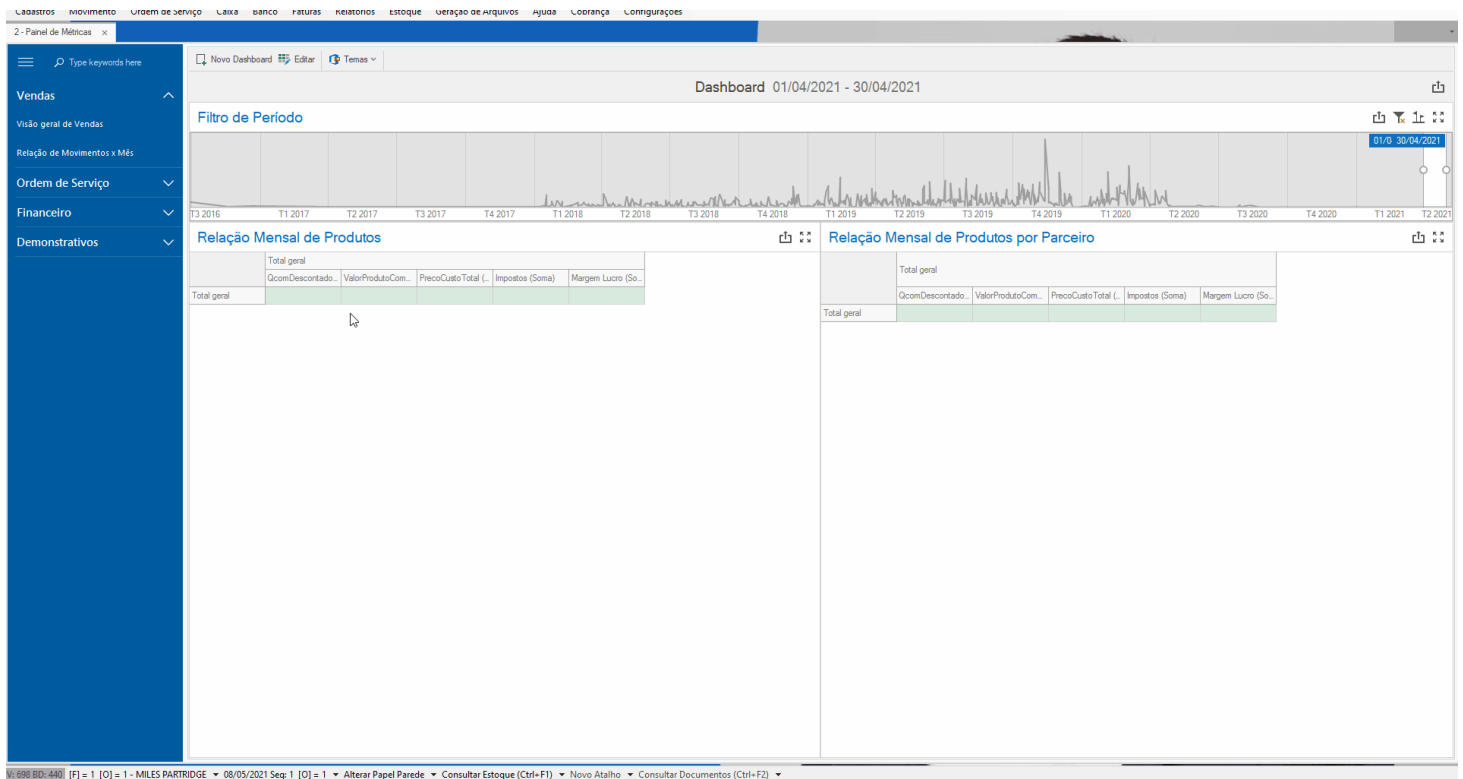 Cadastros Movimento Ordem de Serviço Caixa Banco Faturas Relatórios Estoque Geração de Arquivos Ajuda Cobrança Configurações
2 - Painel de Métricas ×
Type keywords here
Novo Dashboard Editar Temas
Dashboard 01/04/2021 - 30/04/2021
Vendas
Visão geral de Vendas
Relação de Movimentos x Mês
Ordem de Serviço
Financeiro
Demonstrativos
Filtro de Período
01/0 30/04/2021
T3 2016 T1 2017 T2 2017 T3 2017 T4 2017 T1 2018 T2 2018 T3 2018 T4 2018 T1 2019 T2 2019 T3 2019 T4 2019 T1 2020 T2 2020 T3 2020 T4 2020 T1 2021 T2 2021
Relação Mensal de Produtos
Total geral
QcomDescontado... ValorProdutoCom... PrecoCustoTotal (... Impostos (Soma) Margem Lucro (So...
Total geral
Relação Mensal de Produtos por Parceiro
Total geral
QcomDescontado... ValorProdutoCom... PrecoCustoTotal (... Impostos (Soma) Margem Lucro (So...
Total geral
V: 698 BD: 440 [F] = 1 [O] = 1 - MILES PARTRIDGE 08/05/2021 Seq: 1 [O] = 1 Alterar Papel Parede Consultar Estoque (Ctrl+F1) Novo Atalho Consultar Documentos (Ctrl+F2)